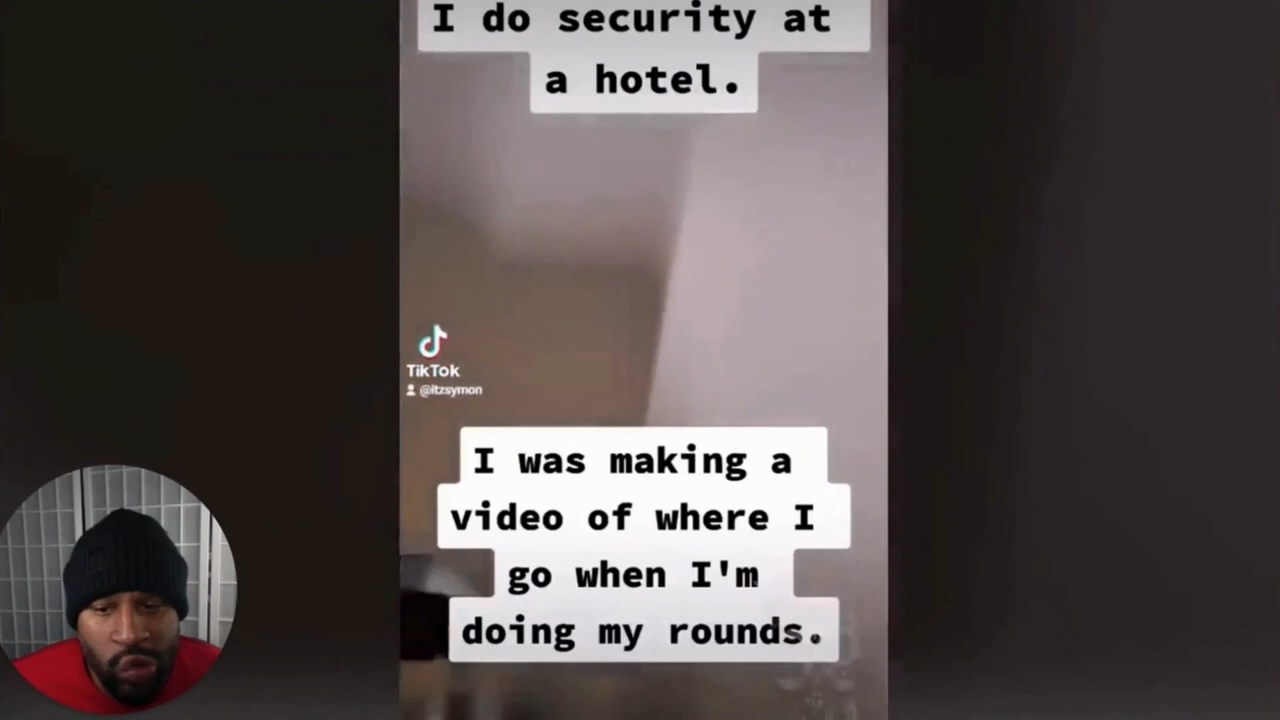 I do security at
a hotel.
TikTok
@itzsymon
I was making a
video of where I
go when I'm
doing my rounds.